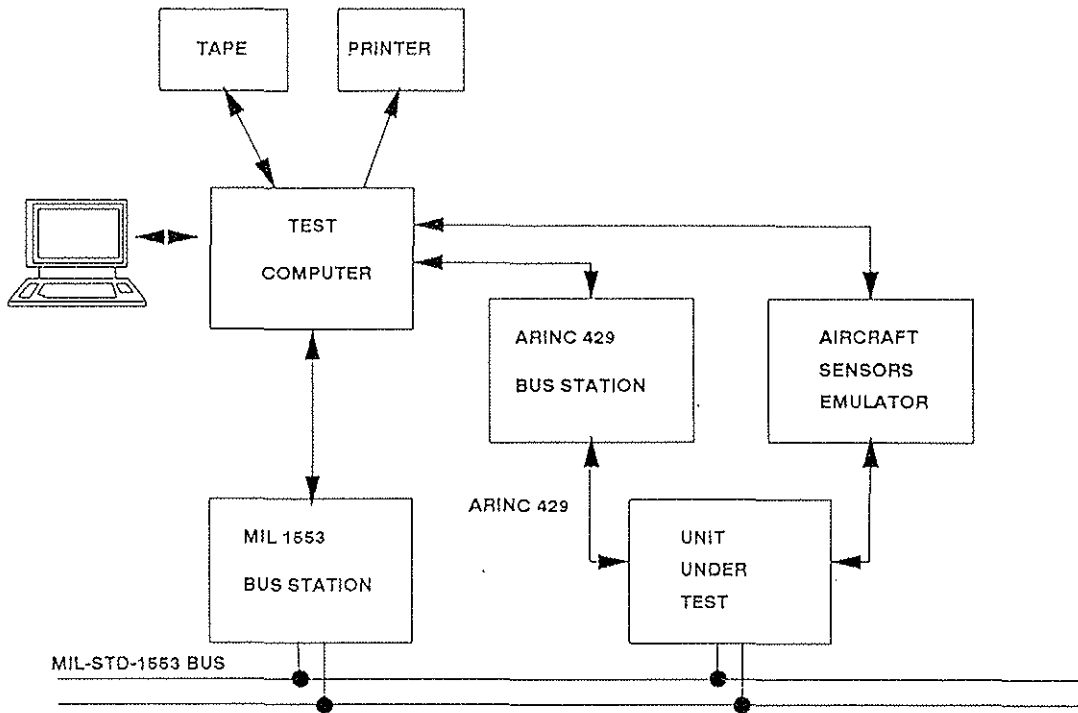 TAPE
PRINTER
TEST
COMPUTER
ARINC 429
BUS STATION
AIRCRAFT
SENSORS
EMULATOR
ARINC 429
MIL 1553
BUS STATION
UNIT
UNDER
TEST
MIL-STD-1553 BUS